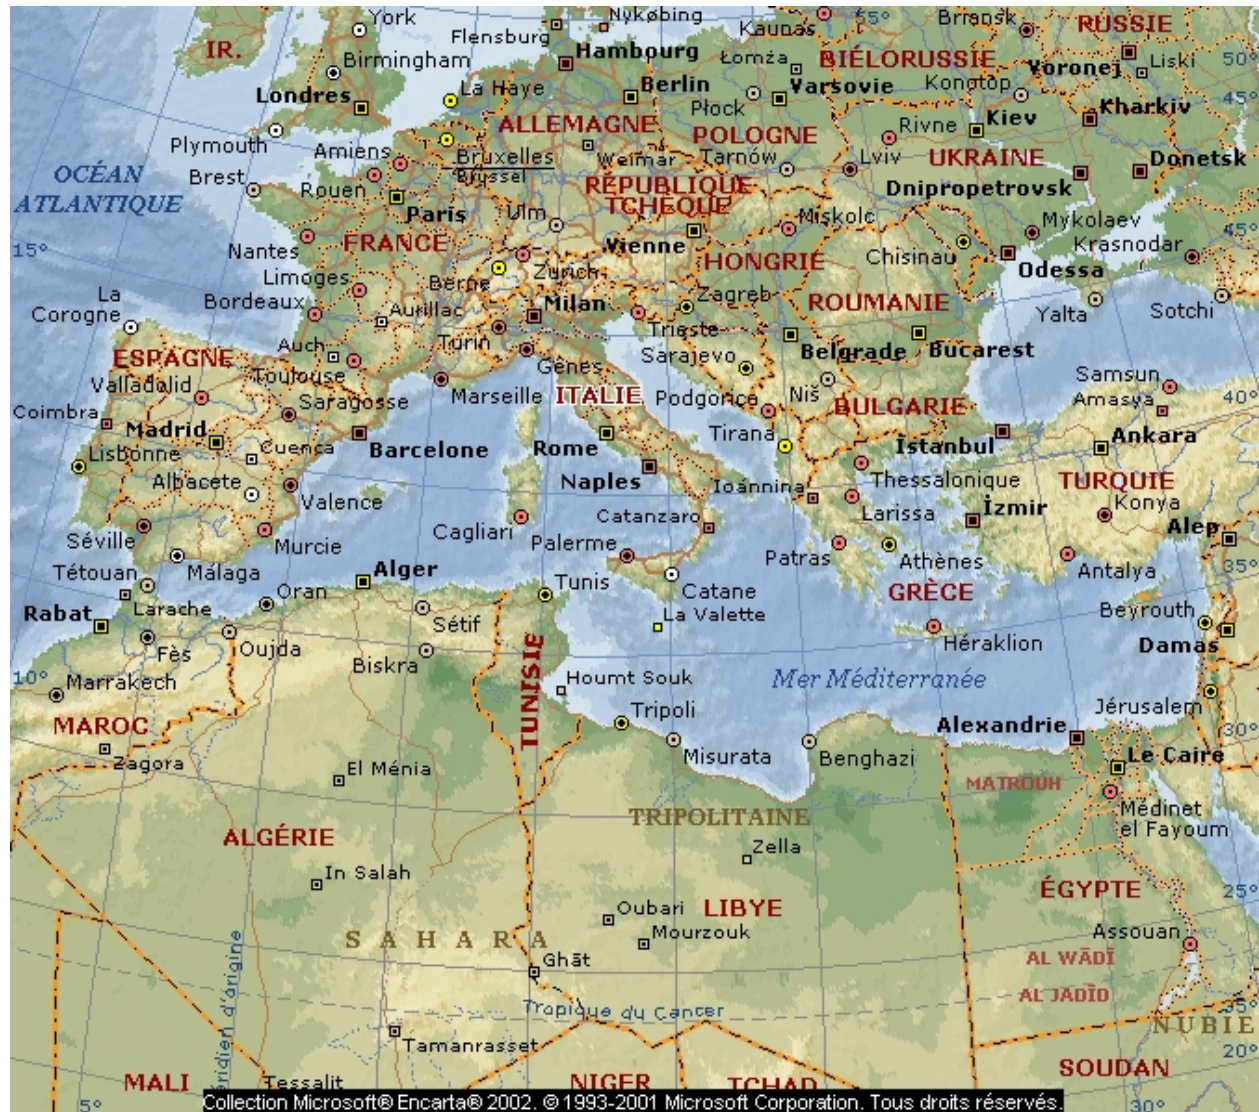 York
Nykøbing
Kaunas
55°
Briansk
RUSSIE
IR.
Flensburg
Hambourg
Birmingham
Łomża
BIÉLORUSSIE
Voronej
Liski
50°
La Haye
Berlin
Płock
Varsovie
Konotop
45°
Londres
Kharkiv
Plymouth
ALLEMAGNE
POLOGNE
Rivne
Kiev
Amiens
Bruxelles
Brussel
Weimar
Tarnów
Lviv
UKRAINE
Donetsk
OCÉAN
ATLANTIQUE
Brest
Rouen
Paris
RÉPUBLIQUE
TCHÈQUE
Dnipropetrovsk
Ulm
Miskolc
Mykolaev
15°
Nantes
FRANCE
Vienne
HONGRIE
Chisinau
Krasnodar
45°
Limoges
Berne
Zurich
Odessa
La
Corogne
Bordeaux
Aurillac
Milan
Zagreb
ROUMANIE
Yalta
Sotchi
Turin
Trieste
ESPAGNE
Auch
Toulouse
Gênes
Sarajevo
Belgrade
Bucarest
Valladolid
Saragosse
Marseille
ITALIE
Podgorica
Niš
BULGARIE
Samsun
Amasya
40°
Coimbra
Madrid
Lisbonne
Cuenca
Barcelone
Rome
Tirana
İstanbul
Ankara
Albacete
Valence
Naples
Ioánnina
Thessalonique
TURQUIE
Larissa
İzmir
Konya
Séville
Murcie
Cagliari
Catanzaro
Alep
Palerme
Patras
Athènes
Antalya
35°
Tétouan
Málaga
Alger
Tunis
Catane
GRÈCE
Rabat
Larache
Oran
Sétif
La Valette
Beyrouth
Fès
Oujda
Biskra
Héraklion
Damas
10°
Marrakech
TUNISIE
Houmt Souk
Mer Méditerranée
Jérusalem
MAROC
Tripoli
Alexandrie
30°
Zagora
El Ménia
Misurata
Benghazi
Le Caire
MATROUH
ALGÉRIE
TRIPOLITAINE
Médinet
el Fayoum
Zella
In Salah
ÉGYPTE
25°
Oubari
LIBYE
Mourzouk
Assouan
SAHARA
Ghāt
AL WĀDĪ
AL JADĪD
Méridien d'origine
Tropique du Cancer
35°
NUBIE
Tamanrasset
20°
MALI
Tessalit
NIGER
TCHAD
SOUDAN
5°
30°
Collection Microsoft® Encarta® 2002. © 1993-2001 Microsoft Corporation. Tous droits réservés.